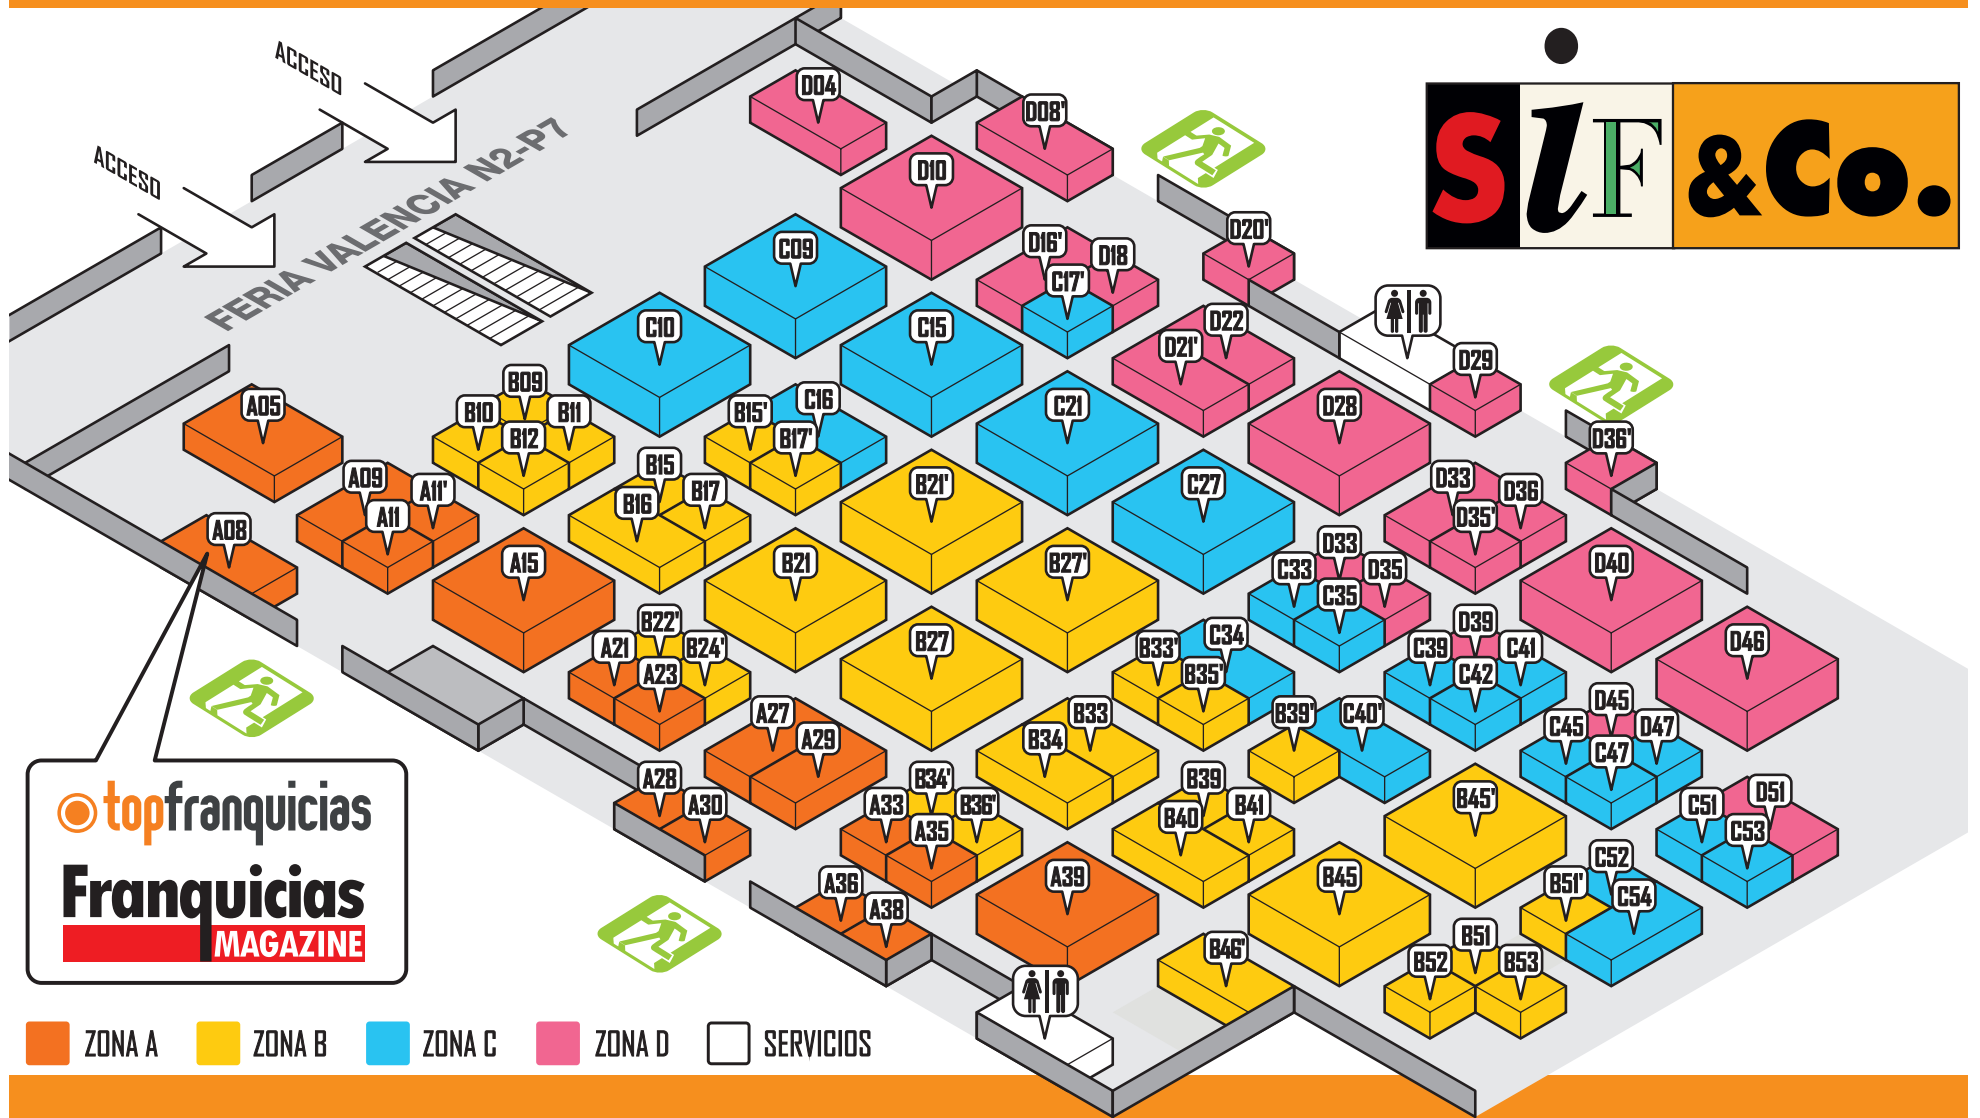 ACCESO
ACCESO
FERIA VALENCIA N2-P7
SiF &Co.
D04
D08'
D10
D20'
C09
D16'
D18
C17'
C10
C15
D22
D21'
D29
B09
B10
B11
B12
A05
B15'
C16
B17'
C21
D28
D36'
A09
A11'
A11
B15
B16
B17
B21'
C27
D33
D36
D35'
A08
A15
B21
B27'
D33
C33
D35
C35
D40
B22'
A21
B24'
A23
B27
C34
B33'
B35'
D39
C39
C41
C42
D46
A27
A29
B33
B34
B39'
C40'
D45
C45
D47
C47
A28
A30
B34'
A33
B36'
A35
B39
B40
B41
B45'
D51
C51
C53
A36
A38
A39
B45
C52
B51'
C54
B46'
B51
B52
B53
topfranquicias
Franquicias
MAGAZINE
ZONA A
ZONA B
ZONA C
ZONA D
SERVICIOS